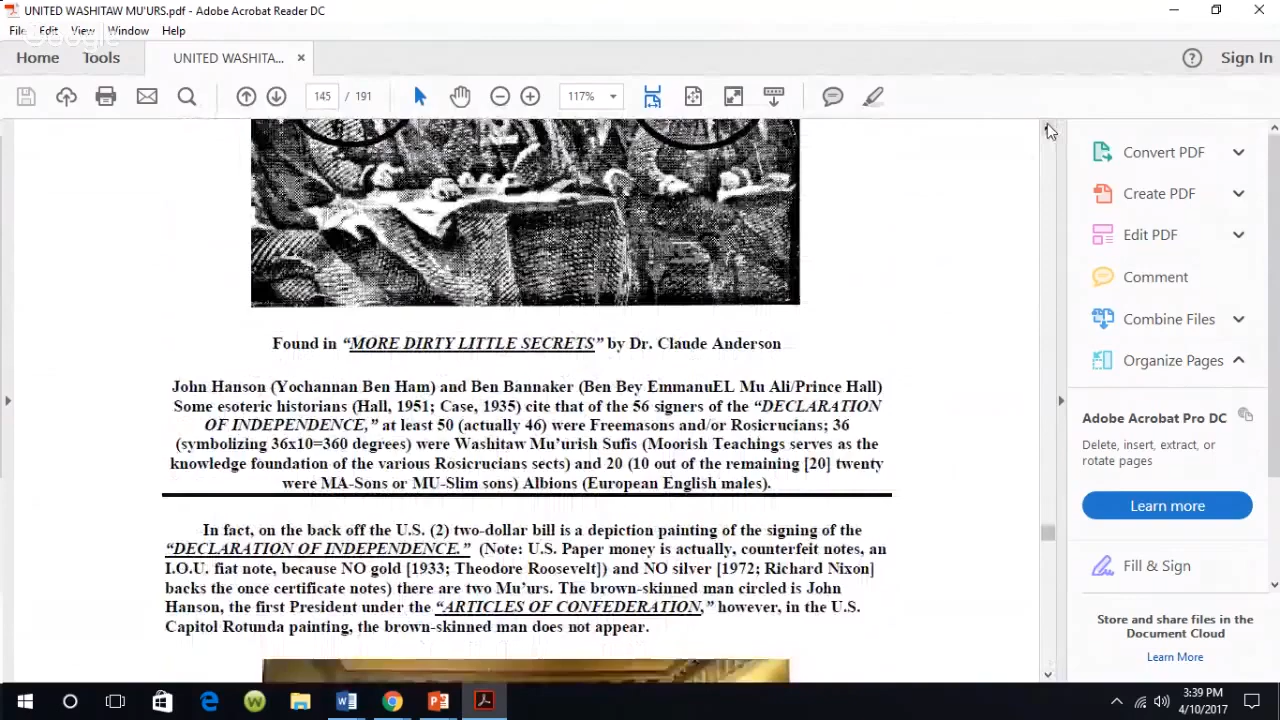 UNITED WASHITAW MU'URS.pdf - Adobe Acrobat Reader DC
File Edit View Window Help
Google
Home Tools UNITED WASHITA... × Sign In
145 / 191 117%
Found in “MORE DIRTY LITTLE SECRETS” by Dr. Claude Anderson
John Hanson (Yochannan Ben Ham) and Ben Bannaker (Ben Bey EmmanuEL Mu Ali/Prince Hall)
Some esoteric historians (Hall, 1951; Case, 1935) cite that of the 56 signers of the “DECLARATION
OF INDEPENDENCE,” at least 50 (actually 46) were Freemasons and/or Rosicrucians; 36
(symbolizing 36x10=360 degrees) were Washitaw Mu’urish Sufis (Moorish Teachings serves as the
knowledge foundation of the various Rosicrucians sects) and 20 (10 out of the remaining [20] twenty
were MA-Sons or MU-Slim sons) Albions (European English males).
In fact, on the back off the U.S. (2) two-dollar bill is a depiction painting of the signing of the
“DECLARATION OF INDEPENDENCE.” (Note: U.S. Paper money is actually, counterfeit notes, an
I.O.U. fiat note, because NO gold [1933; Theodore Roosevelt]) and NO silver [1972; Richard Nixon]
backs the once certificate notes) there are two Mu’urs. The brown-skinned man circled is John
Hanson, the first President under the “ARTICLES OF CONFEDERATION,” however, in the U.S.
Capitol Rotunda painting, the brown-skinned man does not appear.
Convert PDF
Create PDF
Edit PDF
Comment
Combine Files
Organize Pages
Adobe Acrobat Pro DC
Delete, insert, extract, or
rotate pages
Learn more
Fill & Sign
Store and share files in the
Document Cloud
Learn More
3:39 PM
4/10/2017